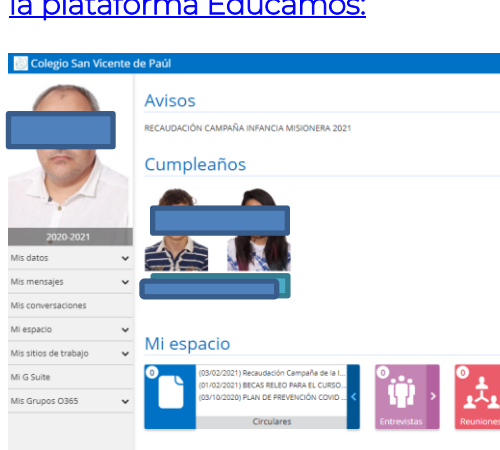 la plataforma Educamos:
Colegio San Vicente de Paúl
Avisos
RECAUDACIÓN CAMPAÑA INFANCIA MISIONERA 2021
Cumpleaños
2020-2021
Mis datos
Mis mensajes
Mis conversaciones
Mi espacio
Mis sitios de trabajo
Mi G Suite
Mis Grupos O365
Mi espacio
0
(03/02/2021) Recaudación Campaña de la I...
(01/02/2021) BECAS RELEO PARA EL CURSO...
(03/10/2020) PLAN DE PREVENCIÓN COVID ...
Circulares
0
Entrevistas
0
Reuniones